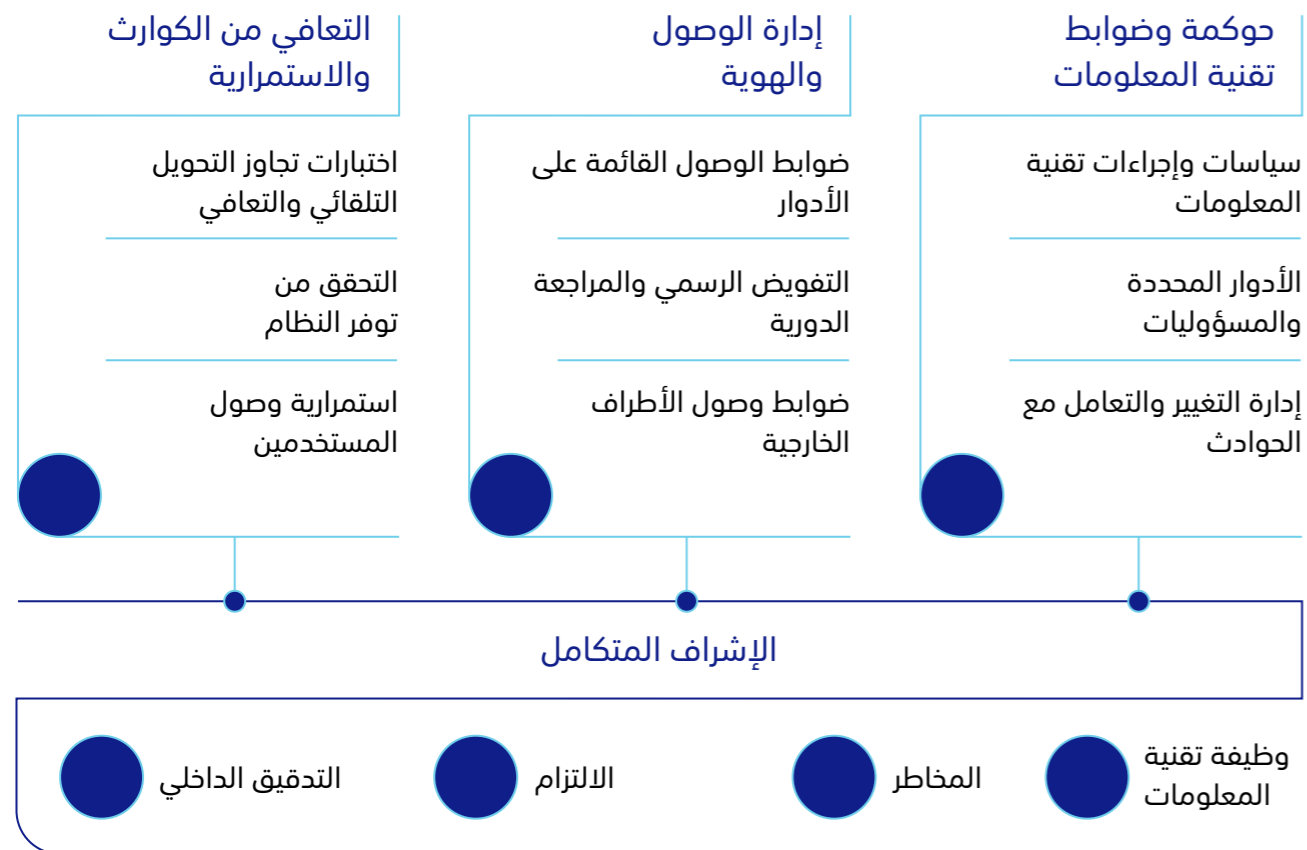 حوكمة وضوابط
تقنية المعلومات
سياسات وإجراءات تقنية
المعلومات
الأدوار المحددة
والمسؤوليات
إدارة التغيير والتعامل مع
الحوادث
إدارة الوصول
والهوية
ضوابط الوصول القائمة على
الأدوار
التفويض الرسمي والمراجعة
الدورية
ضوابط وصول الأطراف
الخارجية
التعافي من الكوارث
والاستمرارية
اختبارات تجاوز التحويل
التلقائي والتعافي
التحقق من
توفر النظام
استمرارية وصول
المستخدمين
الإشراف المتكامل
وظيفة تقنية
المعلومات
المخاطر
الالتزام
التدقيق الداخلي